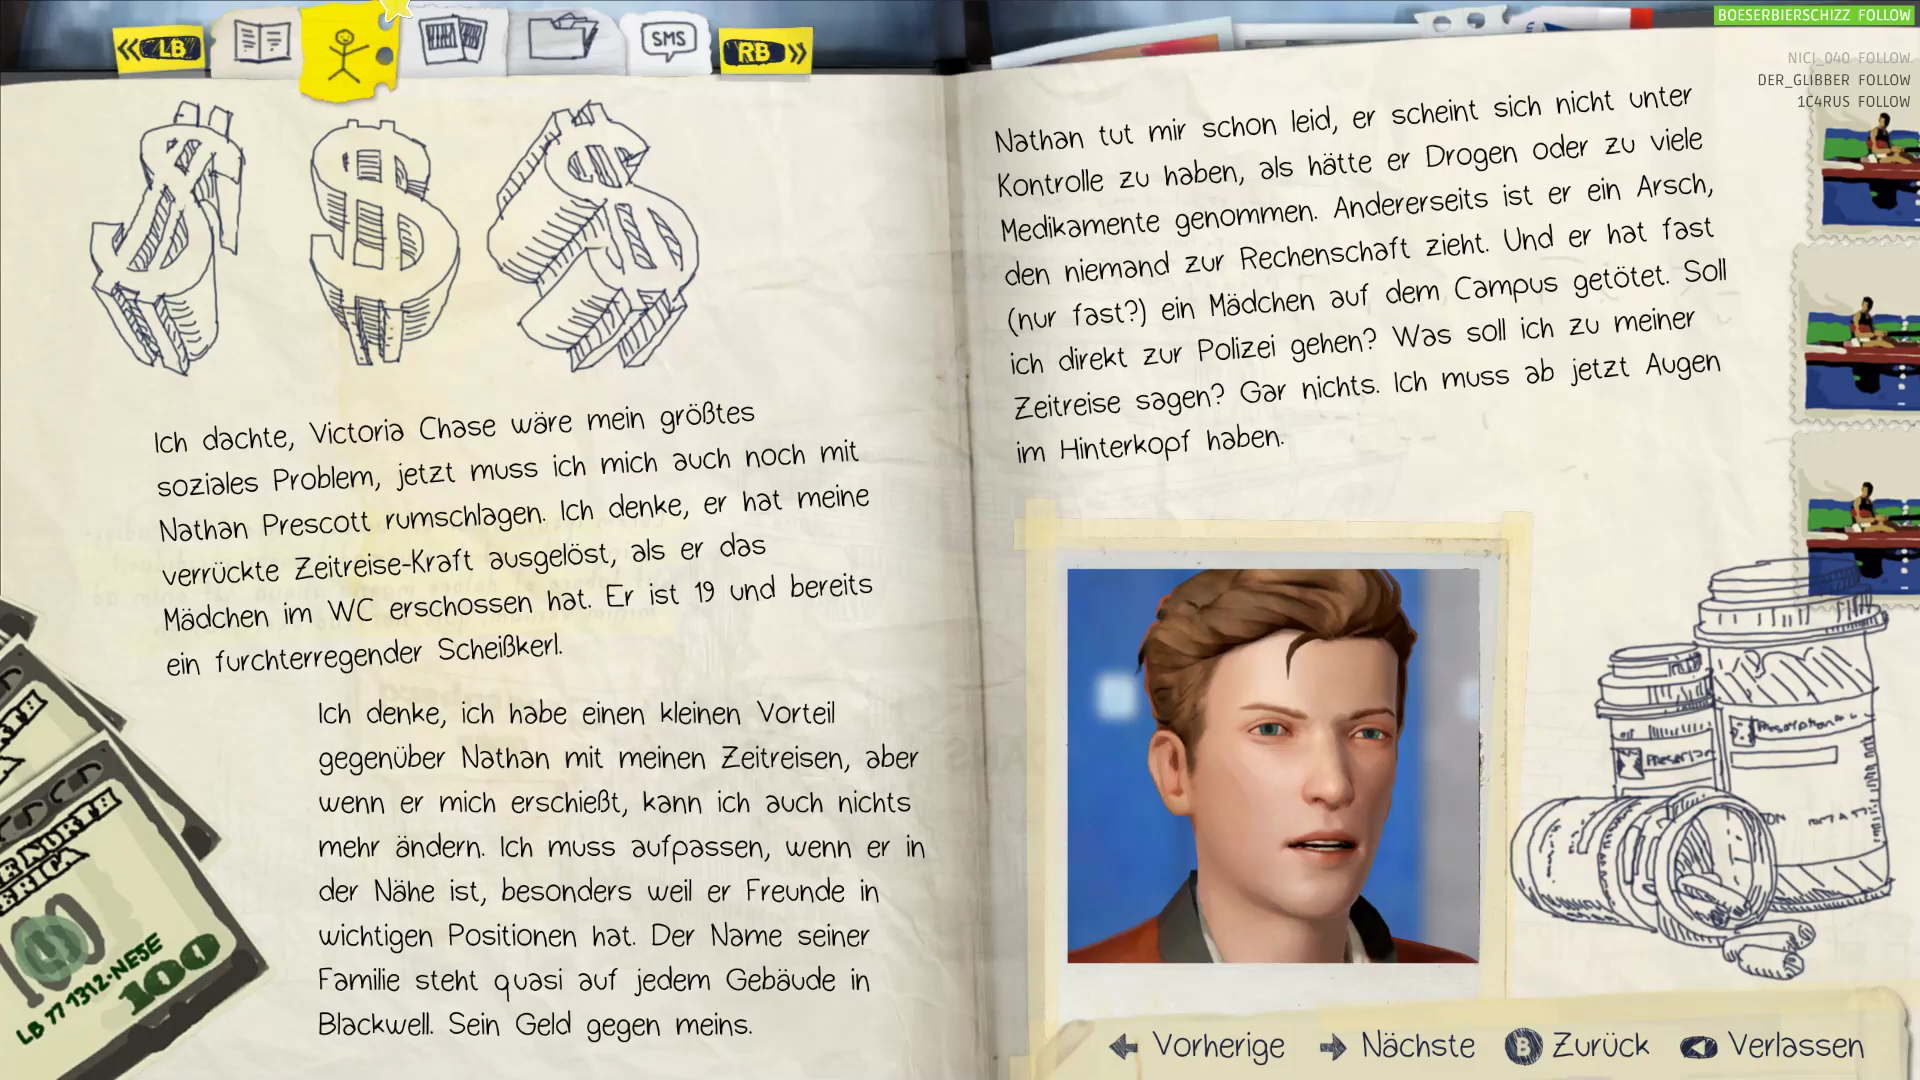 LB
SMS
RB
BOESERBIERSCHIZZ FOLLOW
NICI_040 FOLLOW
DER_GLIBBER FOLLOW
1C4RUS FOLLOW
Ich dachte, Victoria Chase wäre mein größtes
soziales Problem, jetzt muss ich mich auch noch mit
Nathan Prescott rumschlagen. Ich denke, er hat meine
verrückte Zeitreise-Kraft ausgelöst, als er das
Mädchen im WC erschossen hat. Er ist 19 und bereits
ein furchterregender Scheißkerl.
Ich denke, ich habe einen kleinen Vorteil
gegenüber Nathan mit meinen Zeitreisen, aber
wenn er mich erschießt, kann ich auch nichts
mehr ändern. Ich muss aufpassen, wenn er in
der Nähe ist, besonders weil er Freunde in
wichtigen Positionen hat. Der Name seiner
Familie steht quasi auf jedem Gebäude in
Blackwell. Sein Geld gegen meins.
LB 77 1312-NESE
100
Nathan tut mir schon leid, er scheint sich nicht unter
Kontrolle zu haben, als hätte er Drogen oder zu viele
Medikamente genommen. Andererseits ist er ein Arsch,
den niemand zur Rechenschaft zieht. Und er hat fast
(nur fast?) ein Mädchen auf dem Campus getötet. Soll
ich direkt zur Polizei gehen? Was soll ich zu meiner
Zeitreise sagen? Gar nichts. Ich muss ab jetzt Augen
im Hinterkopf haben.
Vorherige
Nächste
B Zurück
Verlassen